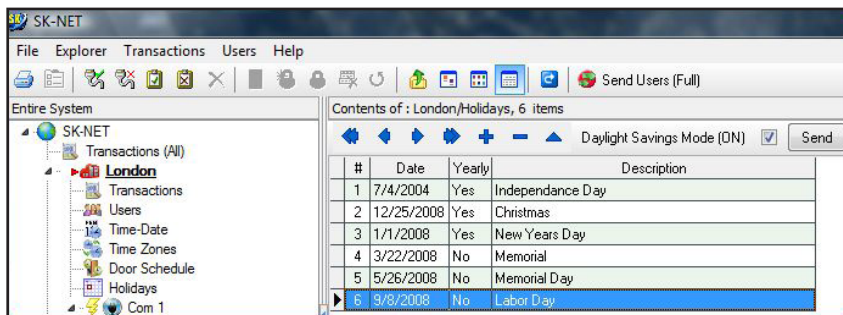 SK-NET
File Explorer Transactions Users Help
Send Users (Full)
Entire System
Contents of : London/Holidays, 6 items
SK-NET
Transactions (All)
London
Transactions
Users
Time-Date
Time Zones
Door Schedule
Holidays
Com 1
Daylight Savings Mode (ON) Send
# Date Yearly Description
1 7/4/2004 Yes Independance Day
2 12/25/2008 Yes Christmas
3 1/1/2008 Yes New Years Day
4 3/22/2008 No Memorial
5 5/26/2008 No Memorial Day
6 9/8/2008 No Labor Day